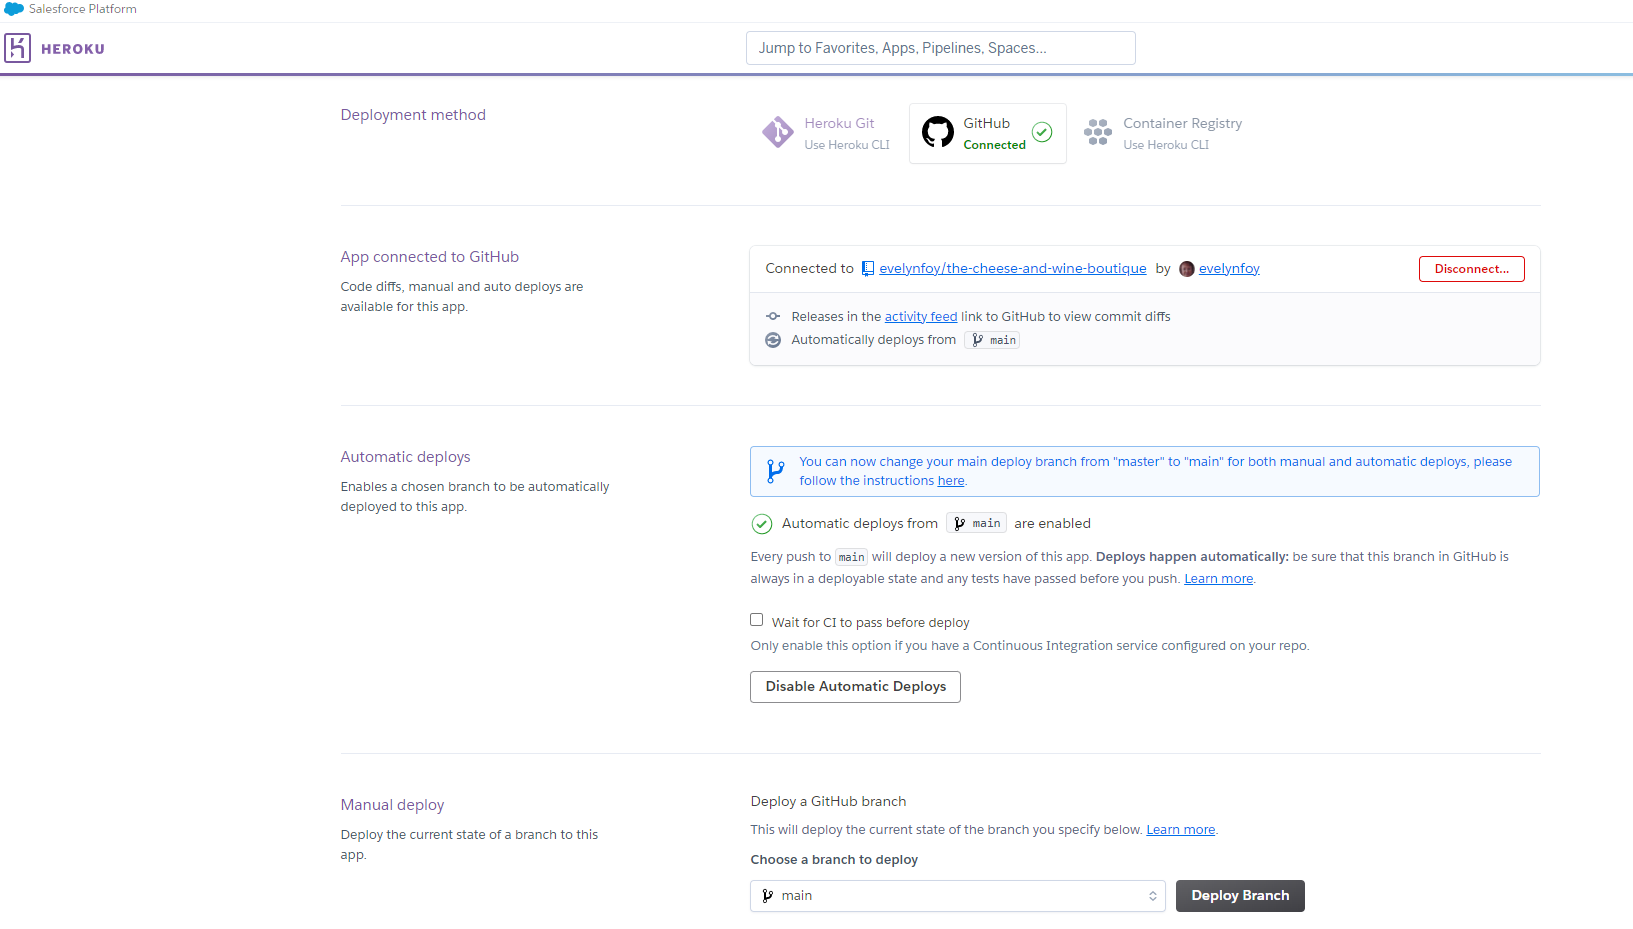 Salesforce Platform
HEROKU
Jump to Favorites, Apps, Pipelines, Spaces...
Deployment method
Heroku Git
Use Heroku CLI
GitHub
Connected
Container Registry
Use Heroku CLI
App connected to GitHub
Code diffs, manual and auto deploys are
available for this app.
Connected to evelynfoy/the-cheese-and-wine-boutique by evelynfoy
Disconnect...
Releases in the activity feed link to GitHub to view commit diffs
Automatically deploys from main
Automatic deploys
Enables a chosen branch to be automatically
deployed to this app.
You can now change your main deploy branch from "master" to "main" for both manual and automatic deploys, please
follow the instructions here.
Automatic deploys from main are enabled
Every push to main will deploy a new version of this app. Deploys happen automatically: be sure that this branch in GitHub is
always in a deployable state and any tests have passed before you push. Learn more.
Wait for CI to pass before deploy
Only enable this option if you have a Continuous Integration service configured on your repo.
Disable Automatic Deploys
Manual deploy
Deploy the current state of a branch to this
app.
Deploy a GitHub branch
This will deploy the current state of the branch you specify below. Learn more.
Choose a branch to deploy
main
Deploy Branch